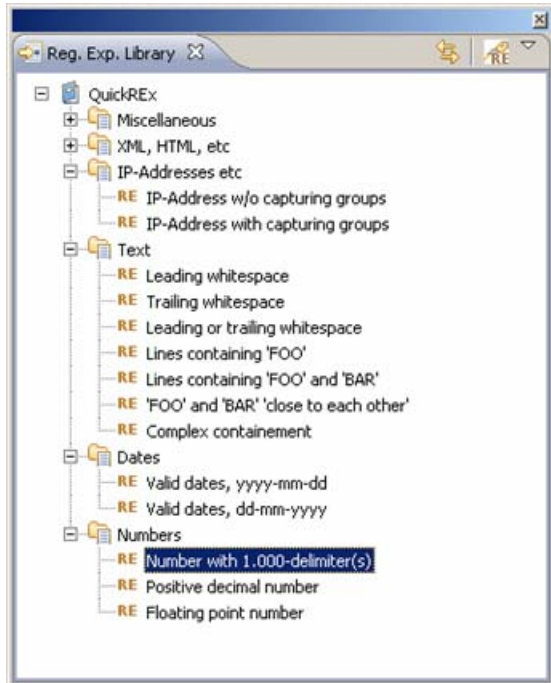 Reg. Exp. Library
RE
QuickREx
Miscellaneous
XML, HTML, etc
IP-Addresses etc
RE IP-Address w/o capturing groups
RE IP-Address with capturing groups
Text
RE Leading whitespace
RE Trailing whitespace
RE Leading or trailing whitespace
RE Lines containing 'FOO'
RE Lines containing 'FOO' and 'BAR'
RE 'FOO' and 'BAR' 'close to each other'
RE Complex containement
Dates
RE Valid dates, yyyy-mm-dd
RE Valid dates, dd-mm-yyyy
Numbers
RE Number with 1.000-delimiter(s)
RE Positive decimal number
RE Floating point number